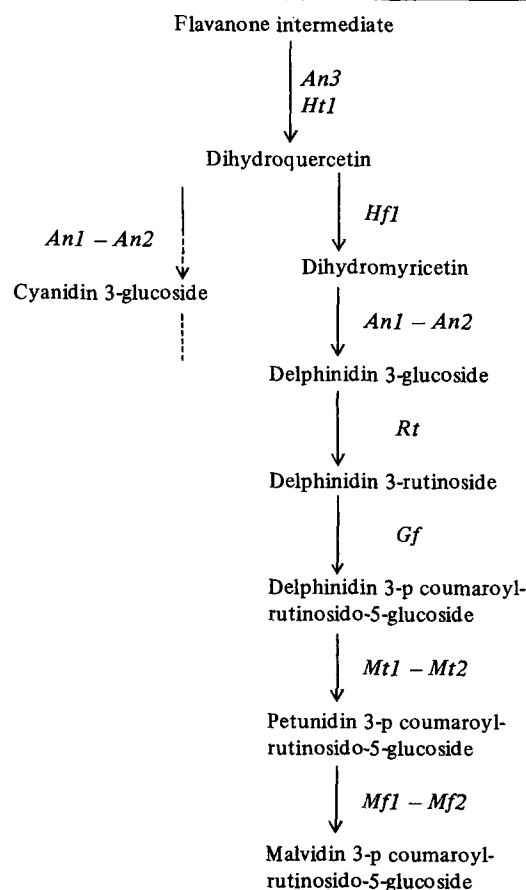 Flavanone intermediate
An3
Ht1
Dihydroquercetin
An1 – An2
Hf1
Cyanidin 3-glucoside
Dihydromyricetin
An1 – An2
Delphinidin 3-glucoside
Rt
Delphinidin 3-rutinoside
Gf
Delphinidin 3-p coumaroyl-
rutinosido-5-glucoside
Mt1 – Mt2
Petunidin 3-p coumaroyl-
rutinosido-5-glucoside
Mf1 – Mf2
Malvidin 3-p coumaroyl-
rutinosido-5-glucoside